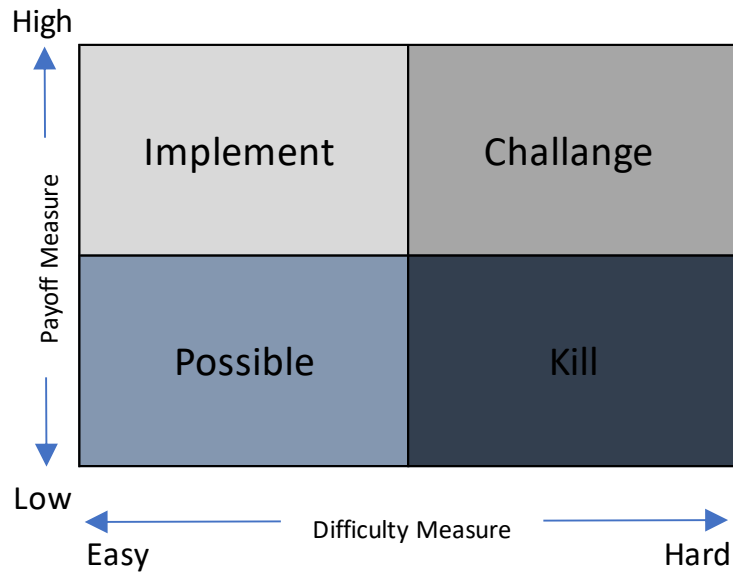 High
Implement
Challange
Payoff Measure
Possible
Kill
Low
Difficulty Measure
Easy
Hard